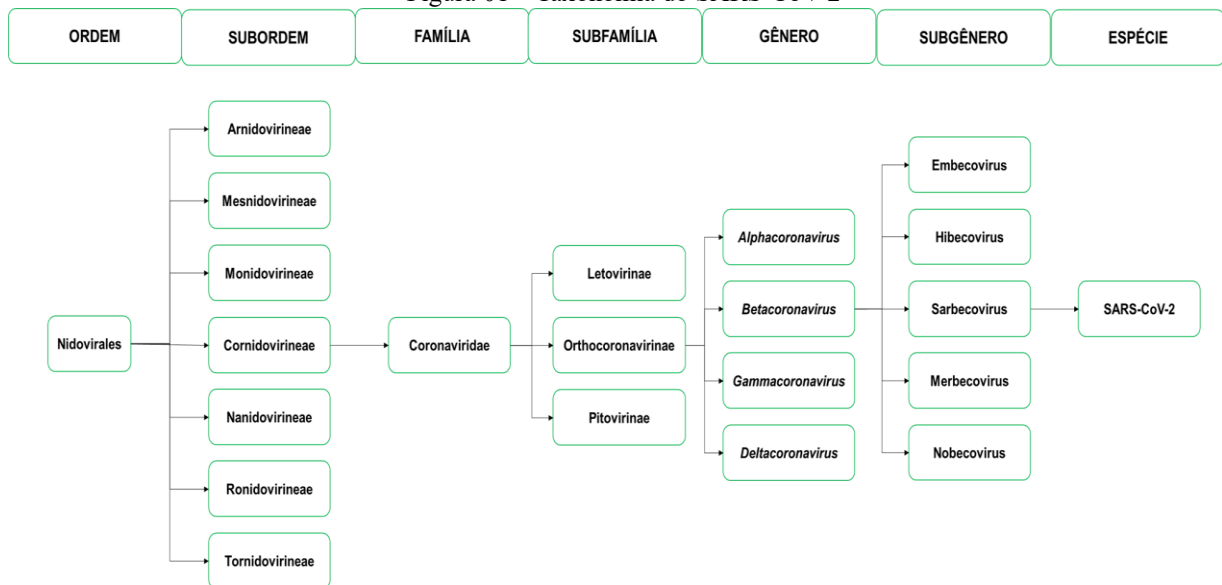 ORDEM
SUBORDEM
FAMÍLIA
SUBFAMÍLIA
GÊNERO
SUBGÊNERO
ESPÉCIE
Nidovirales
Arnidovirineae
Mesnidovirineae
Monidovirineae
Cornidovirineae
Nanidovirineae
Ronidovirineae
Tornidovirineae
Coronaviridae
Letovirinae
Orthocoronavirinae
Pitovirinae
Alphacoronavirus
Betacoronavirus
Gammacoronavirus
Deltacoronavirus
Embecovirus
Hibecovirus
Sarbecovirus
Merbecovirus
Nobecovirus
SARS-CoV-2